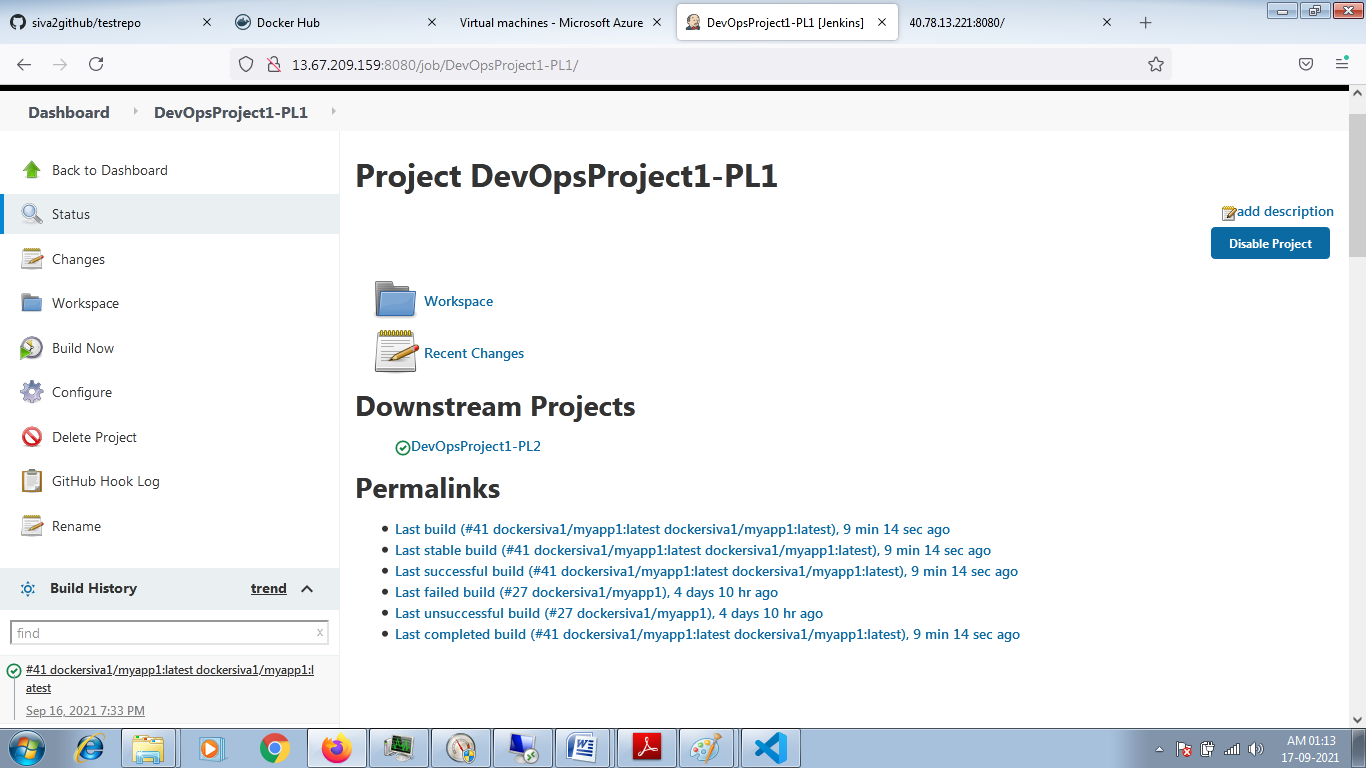 siva2github/testrepo
Docker Hub
Virtual machines - Microsoft Azure
DevOpsProject1-PL1 [Jenkins]
40.78.13.221:8080/
13.67.209.159:8080/job/DevOpsProject1-PL1/
Dashboard
DevOpsProject1-PL1
Back to Dashboard
Status
Changes
Workspace
Build Now
Configure
Delete Project
GitHub Hook Log
Rename
Build History
trend
find
x
#41 dockersiva1/myapp1:latest dockersiva1/myapp1:l
atest
Sep 16, 2021 7:33 PM
Project DevOpsProject1-PL1
add description
Disable Project
Workspace
Recent Changes
Downstream Projects
DevOpsProject1-PL2
Permalinks
Last build (#41 dockersiva1/myapp1:latest dockersiva1/myapp1:latest), 9 min 14 sec ago
Last stable build (#41 dockersiva1/myapp1:latest dockersiva1/myapp1:latest), 9 min 14 sec ago
Last successful build (#41 dockersiva1/myapp1:latest dockersiva1/myapp1:latest), 9 min 14 sec ago
Last failed build (#27 dockersiva1/myapp1), 4 days 10 hr ago
Last unsuccessful build (#27 dockersiva1/myapp1), 4 days 10 hr ago
Last completed build (#41 dockersiva1/myapp1:latest dockersiva1/myapp1:latest), 9 min 14 sec ago
AM 01:13
17-09-2021